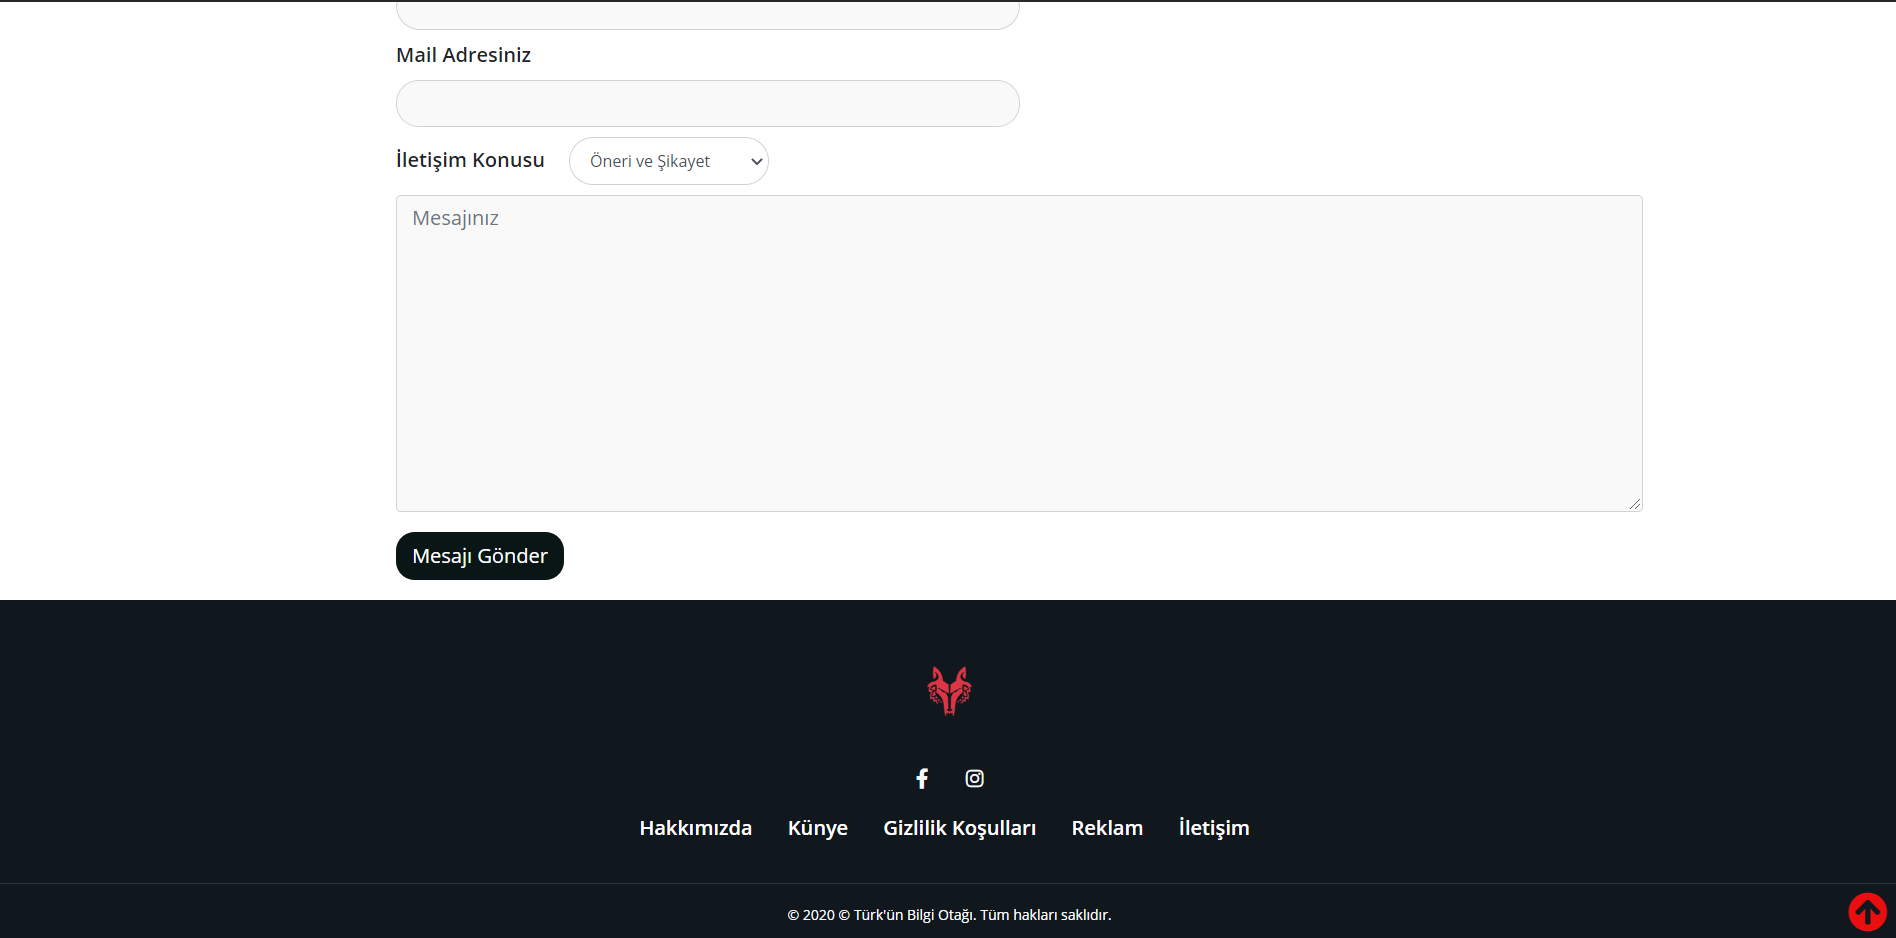 Mail Adresiniz
İletişim Konusu Öneri ve Şikayet
Mesajınız
Mesajı Gönder
Hakkımızda Künye Gizlilik Koşulları Reklam İletişim
© 2020 © Türk'ün Bilgi Otağı. Tüm hakları saklıdır.